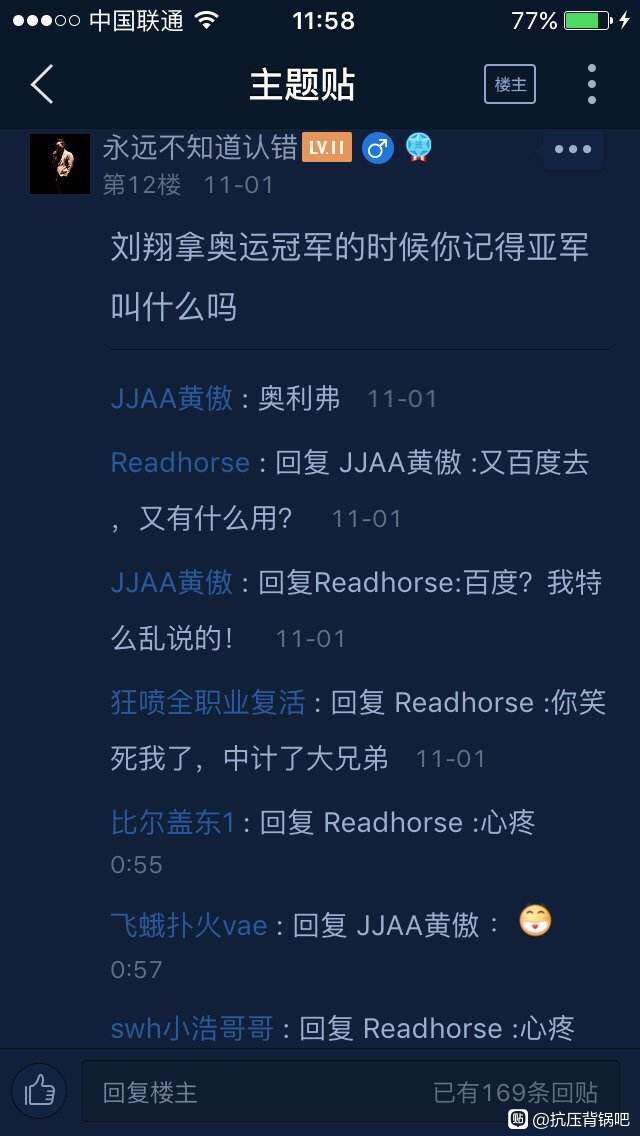 中国联通 11:58 77%
主题贴 楼主
永远不知道认错 LV.11
第12楼 11-01
刘翔拿奥运冠军的时候你记得亚军
叫什么吗
JJAA黄傲 : 奥利弗 11-01
Readhorse : 回复 JJAA黄傲 :又百度去
，又有什么用？ 11-01
JJAA黄傲 : 回复Readhorse:百度？我特
么乱说的！ 11-01
狂喷全职业复活 : 回复 Readhorse :你笑
死我了，中计了大兄弟 11-01
比尔盖东1 : 回复 Readhorse :心疼
0:55
飞蛾扑火vae : 回复 JJAA黄傲 :
0:57
swh小浩哥哥 : 回复 Readhorse :心疼
回复楼主 已有169条回贴
贴 @抗压背锅吧